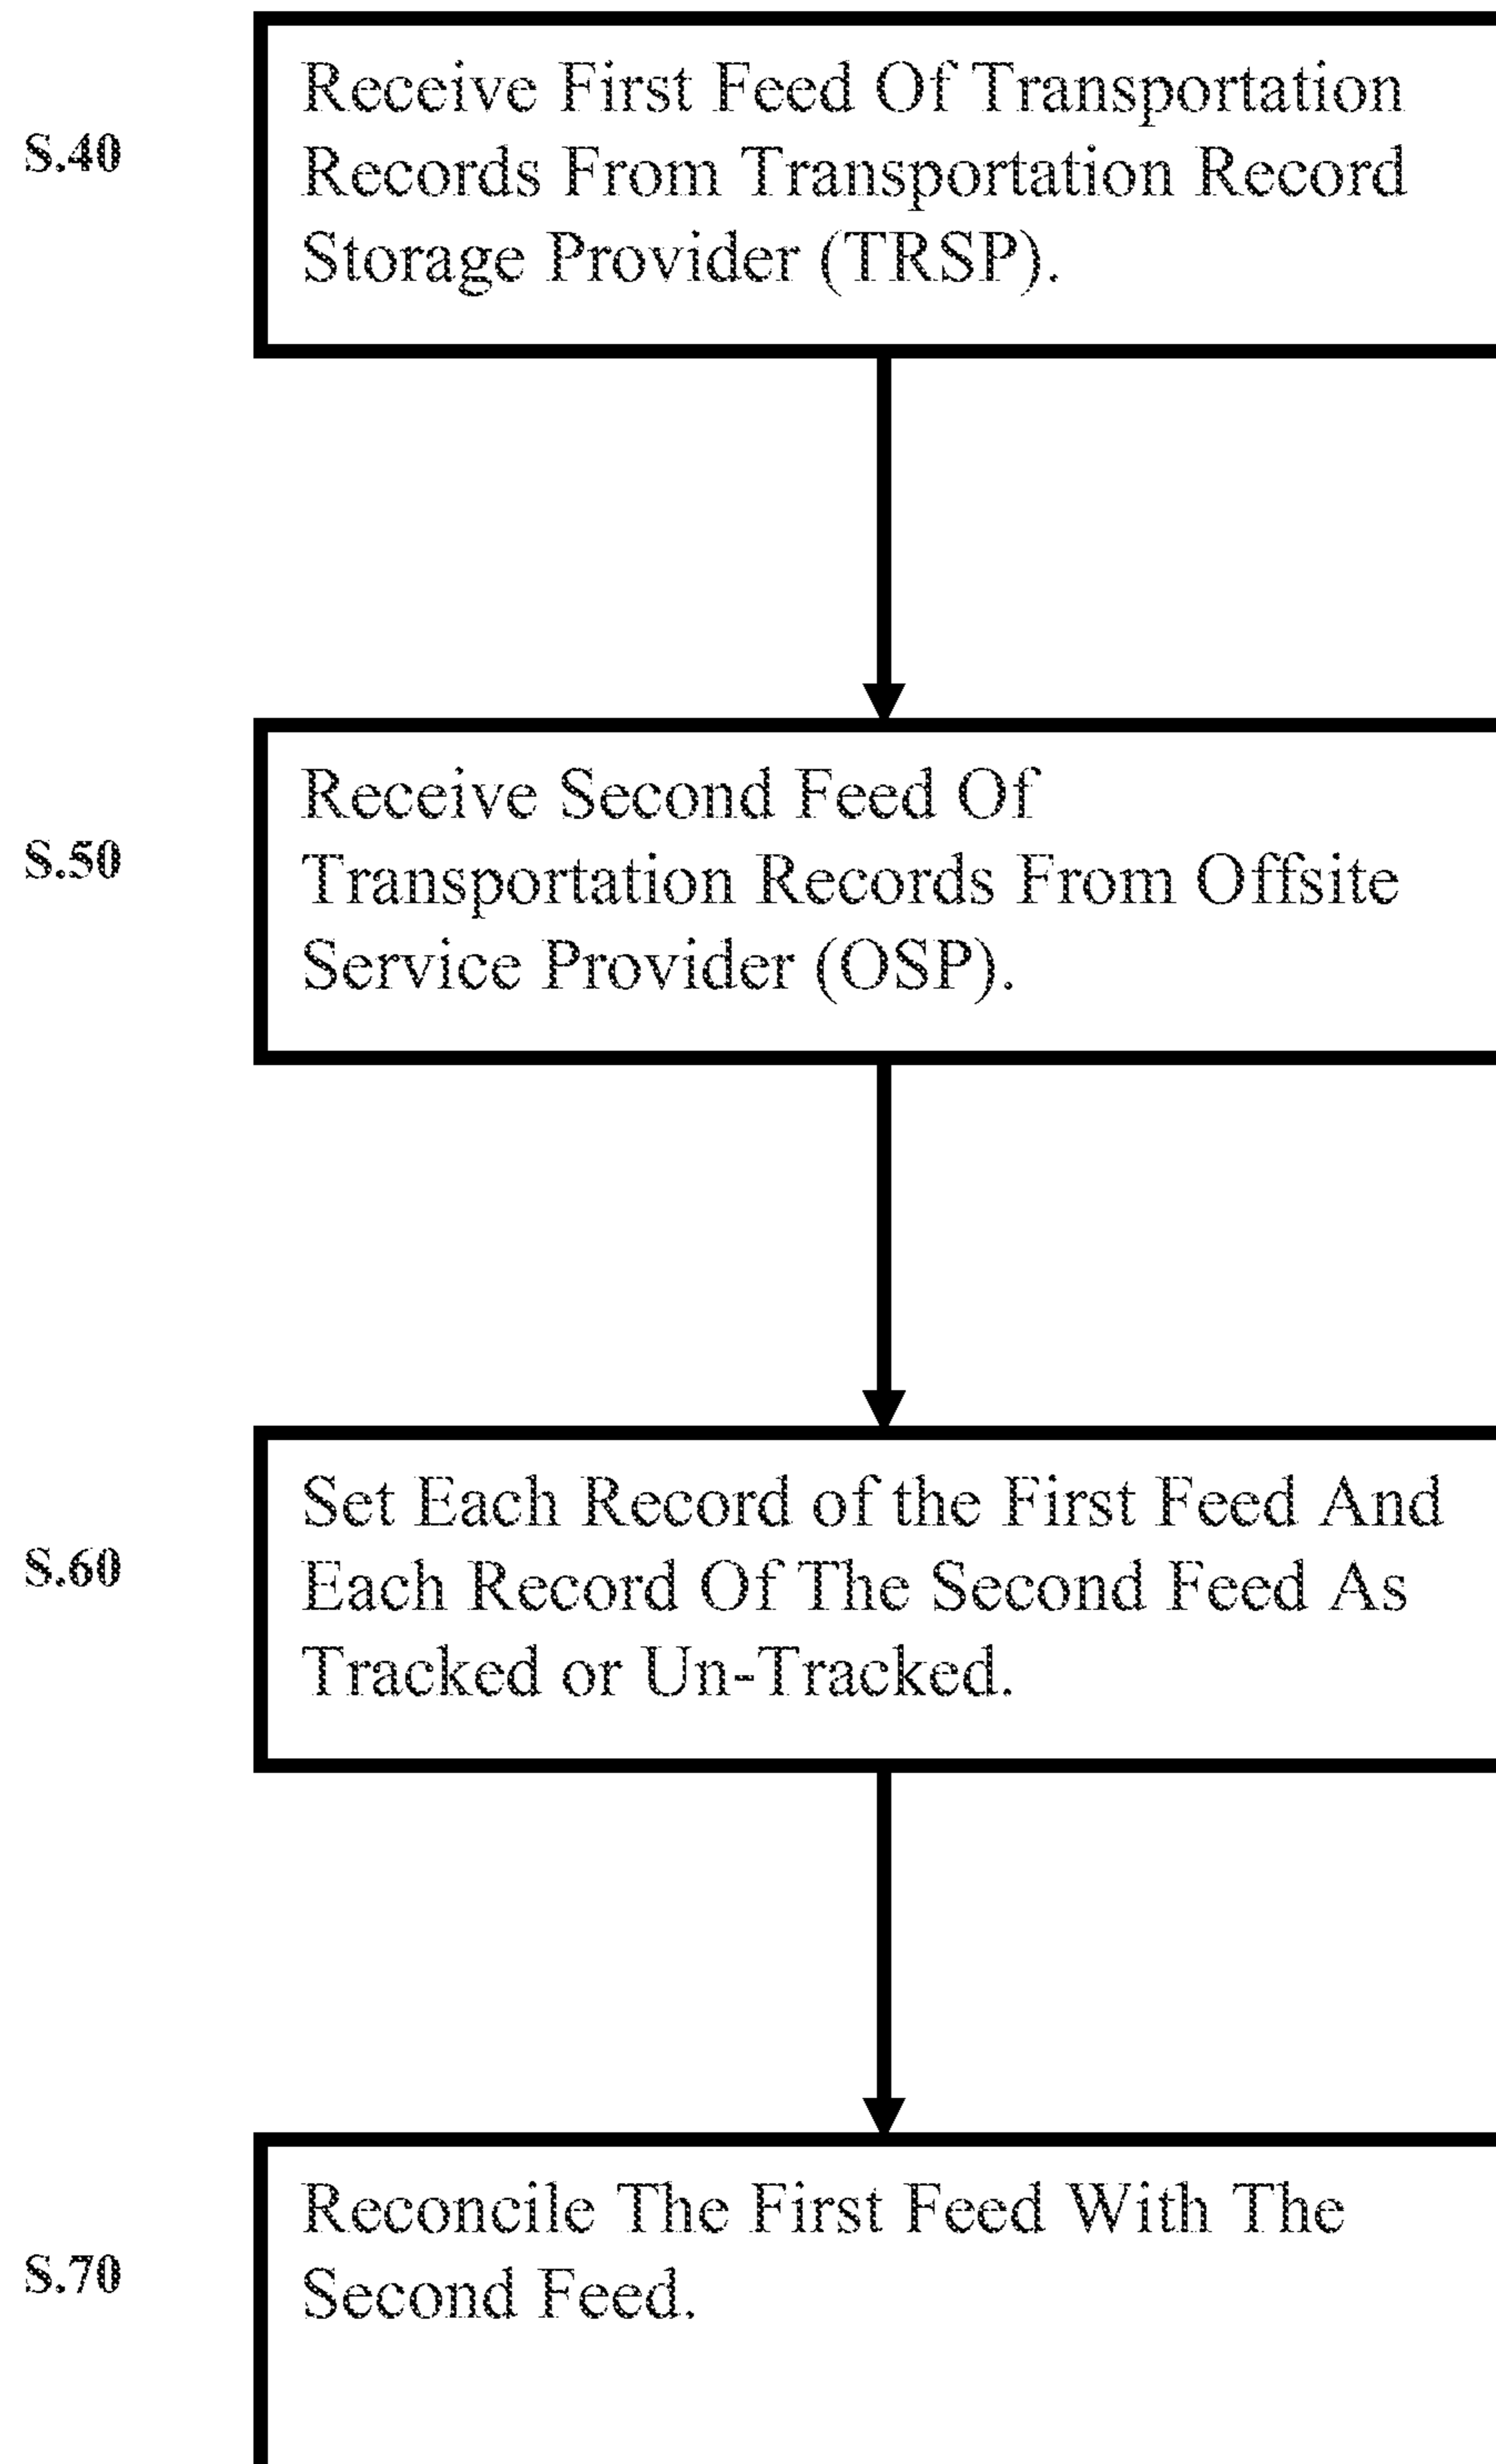 S.40
Receive First Feed Of Transportation
Records From Transportation Record
Storage Provider (TRSP).
S.50
Receive Second Feed Of
Transportation Records From Offsite
Service Provider (OSP).
S.60
Set Each Record of the First Feed And
Each Record Of The Second Feed As
Tracked or Un-Tracked.
S.70
Reconcile The First Feed With The
Second Feed.